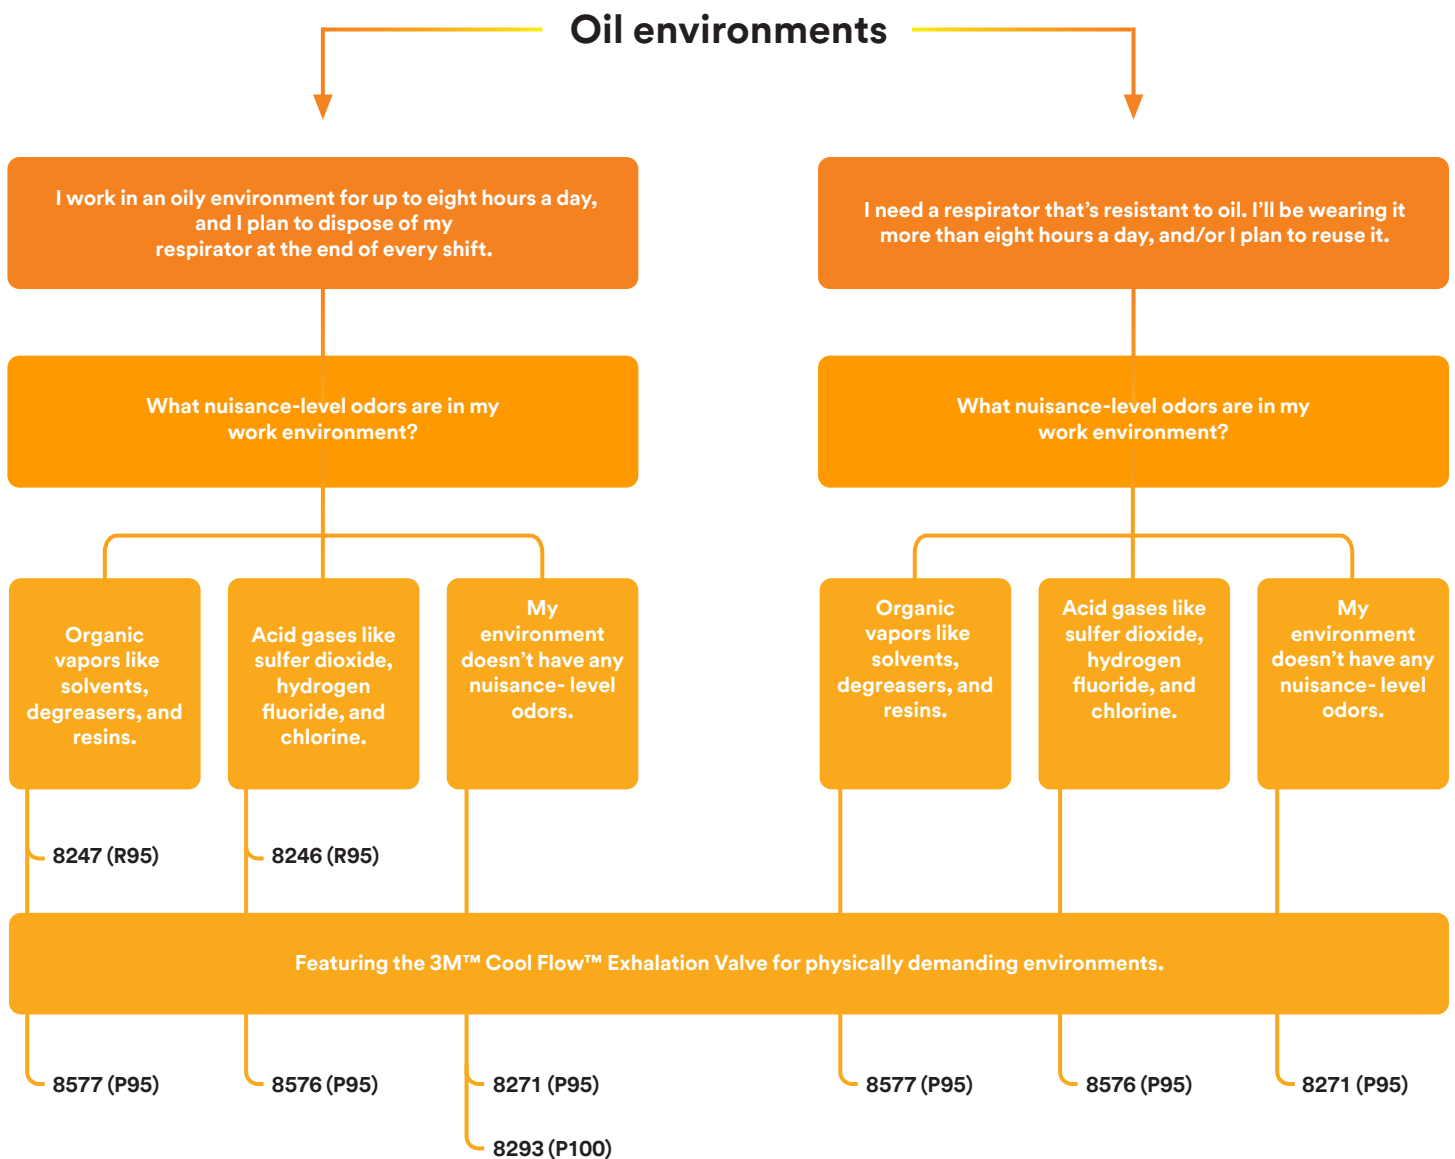 Oil environments
I work in an oily environment for up to eight hours a day,
and I plan to dispose of my
respirator at the end of every shift.
I need a respirator that's resistant to oil. I'll be wearing it
more than eight hours a day, and/or I plan to reuse it.
What nuisance-level odors are in my
work environment?
What nuisance-level odors are in my
work environment?
Organic
vapors like
solvents,
degreasers, and
resins.
Acid gases like
sulfer dioxide,
hydrogen
fluoride, and
chlorine.
My
environment
doesn't have any
nuisance- level
odors.
Organic
vapors like
solvents,
degreasers, and
resins.
Acid gases like
sulfer dioxide,
hydrogen
fluoride, and
chlorine.
My
environment
doesn't have any
nuisance- level
odors.
8247 (R95)
8246 (R95)
Featuring the 3M™ Cool Flow™ Exhalation Valve for physically demanding environments.
8577 (P95)
8576 (P95)
8271 (P95)
8293 (P100)
8577 (P95)
8576 (P95)
8271 (P95)